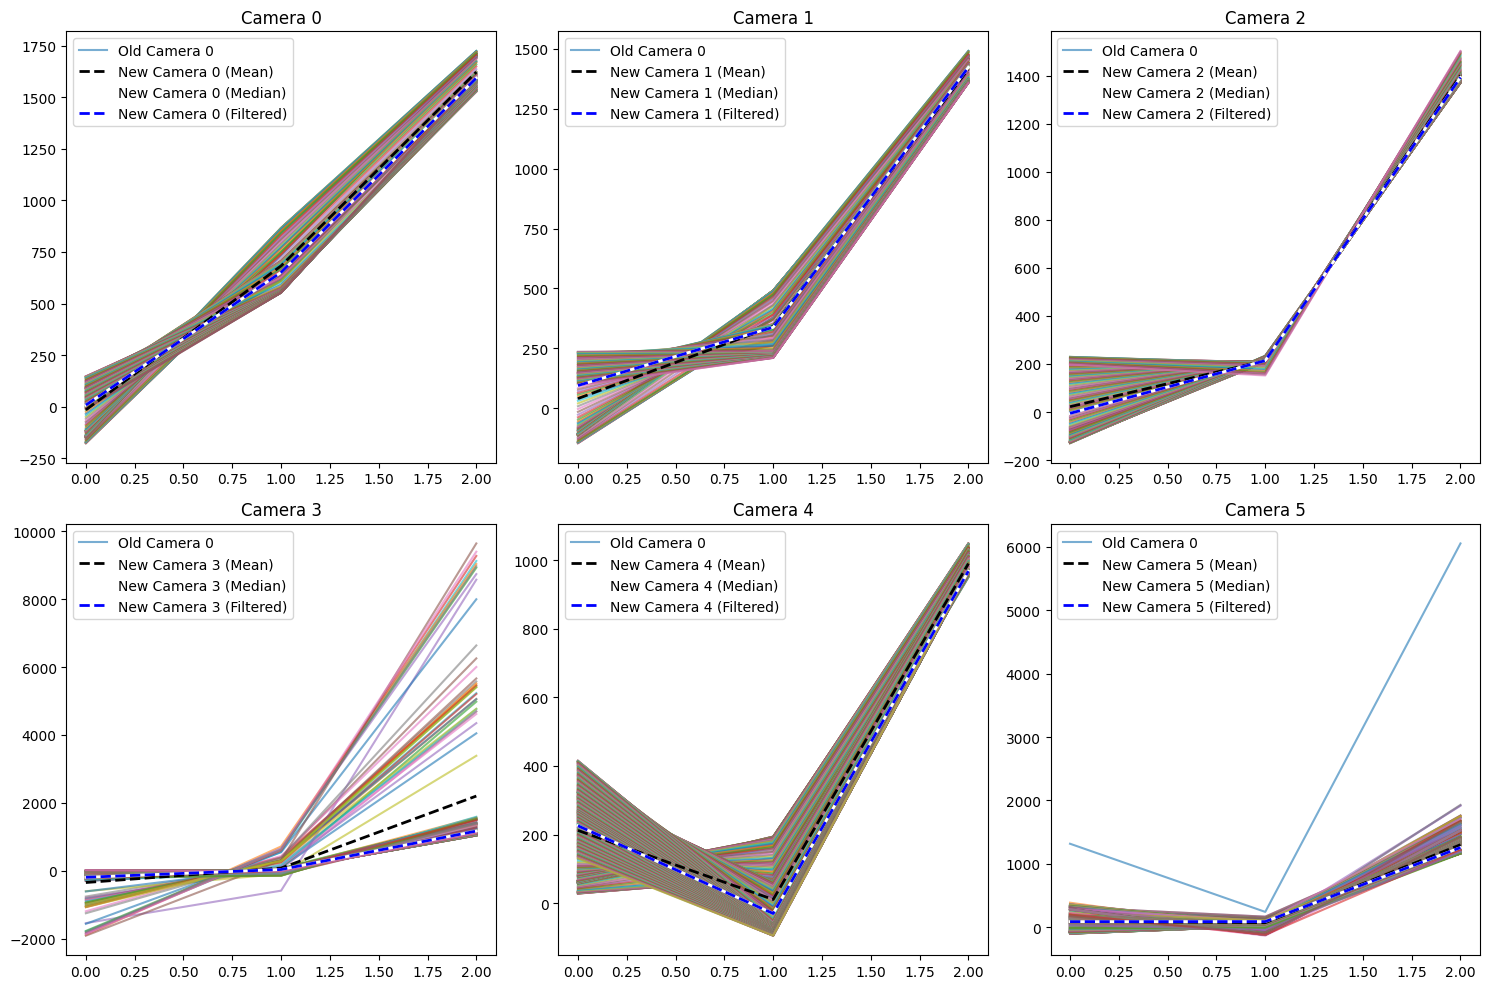 Camera 0
Old Camera 0
New Camera 0 (Mean)
New Camera 0 (Median)
New Camera 0 (Filtered)
1750
1500
1250
1000
750
500
250
0
−250
0.00 0.25 0.50 0.75 1.00 1.25 1.50 1.75 2.00
Camera 1
Old Camera 0
New Camera 1 (Mean)
New Camera 1 (Median)
New Camera 1 (Filtered)
1500
1250
1000
750
500
250
0
0.00 0.25 0.50 0.75 1.00 1.25 1.50 1.75 2.00
Camera 2
Old Camera 0
New Camera 2 (Mean)
New Camera 2 (Median)
New Camera 2 (Filtered)
1400
1200
1000
800
600
400
200
0
−200
0.00 0.25 0.50 0.75 1.00 1.25 1.50 1.75 2.00
Camera 3
Old Camera 0
New Camera 3 (Mean)
New Camera 3 (Median)
New Camera 3 (Filtered)
10000
8000
6000
4000
2000
0
−2000
0.00 0.25 0.50 0.75 1.00 1.25 1.50 1.75 2.00
Camera 4
Old Camera 0
New Camera 4 (Mean)
New Camera 4 (Median)
New Camera 4 (Filtered)
1000
800
600
400
200
0
0.00 0.25 0.50 0.75 1.00 1.25 1.50 1.75 2.00
Camera 5
Old Camera 0
New Camera 5 (Mean)
New Camera 5 (Median)
New Camera 5 (Filtered)
6000
5000
4000
3000
2000
1000
0
0.00 0.25 0.50 0.75 1.00 1.25 1.50 1.75 2.00